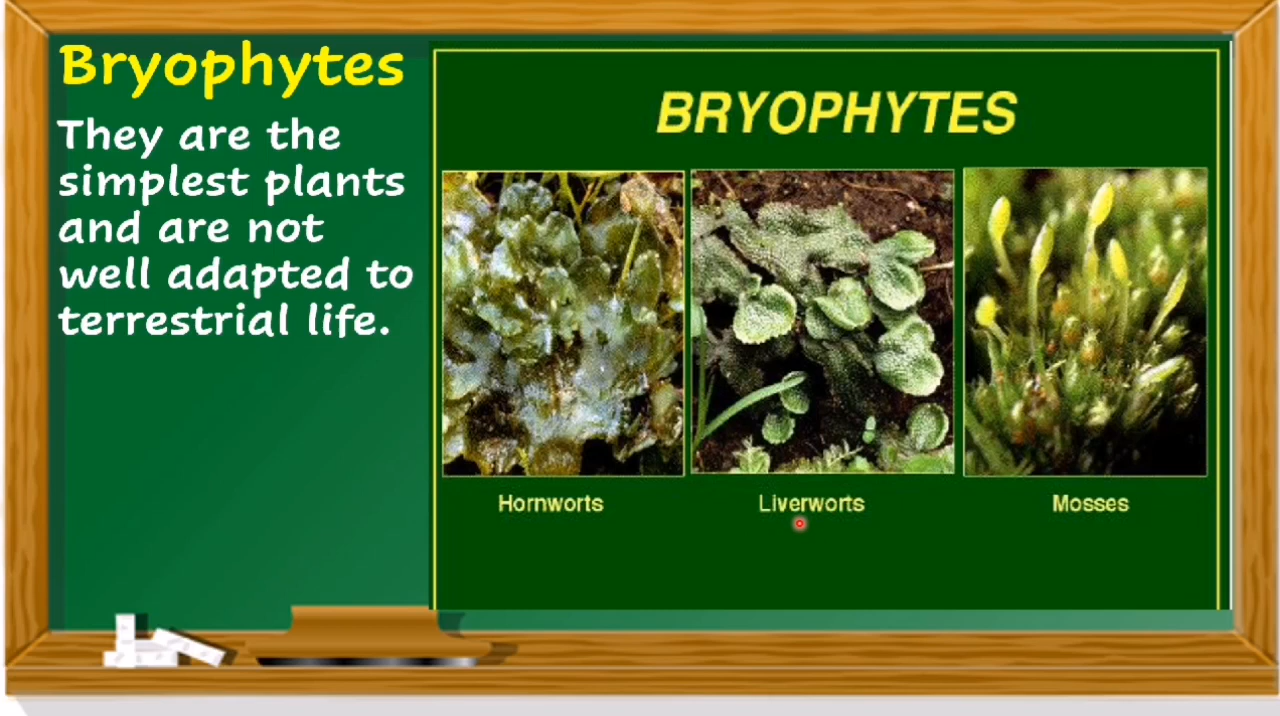 Bryophytes
They are the
simplest plants
and are not
well adapted to
terrestrial life.
BRYOPHYTES
Hornworts
Liverworts
Mosses